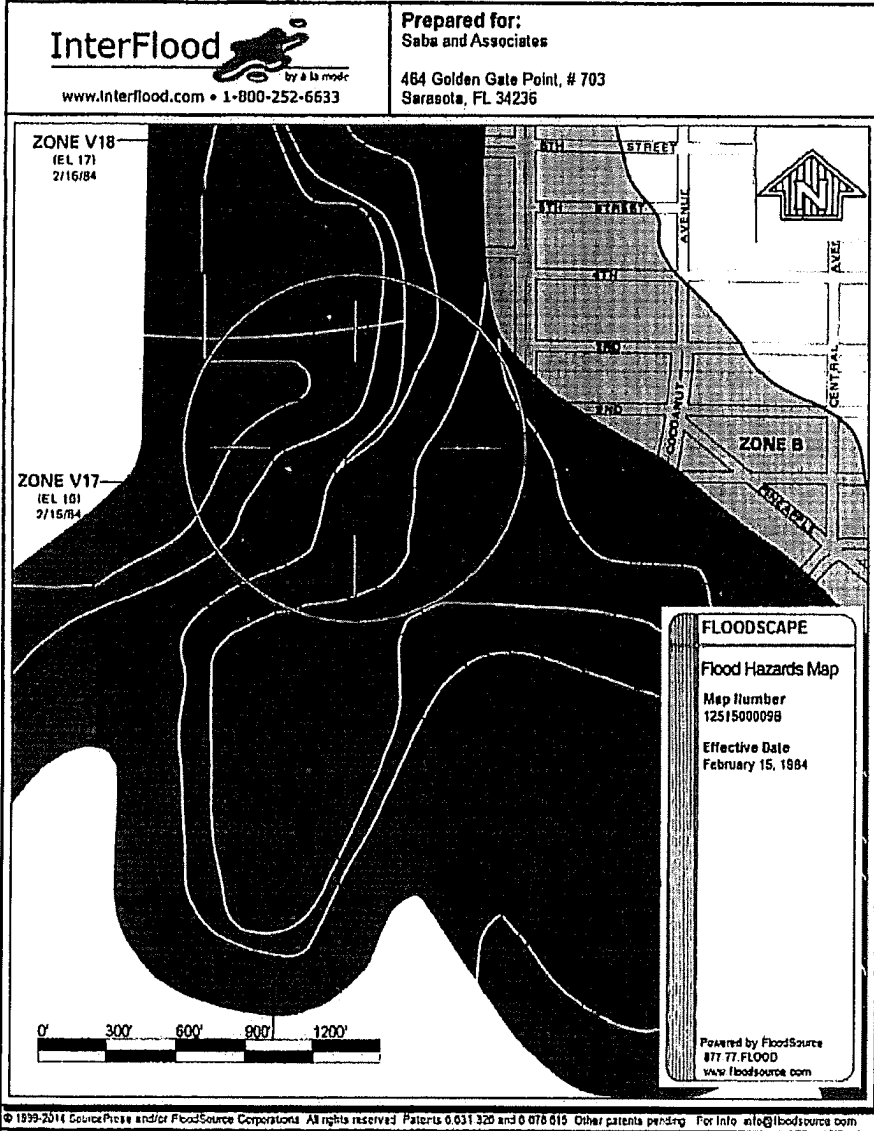 InterFlood
by a la mode
www.interflood.com • 1-800-252-6633
Prepared for:
Saba and Associates
464 Golden Gate Point, # 703
Sarasota, FL 34236
ZONE V18
(EL 17)
2/15/84
ZONE V17
(EL 16)
2/15/84
6TH STREET
5TH STREET
4TH
2ND
2ND
AVENUE
CENTRAL AVE
COCOANUT
PINEAPPLE
ZONE B
N
FLOODSCAPE
Flood Hazards Map
Map Number
1251500009B
Effective Date
February 15, 1984
Powered by FloodSource
877.77.FLOOD
www.floodsource.com
0' 300' 600' 900' 1200'
© 1999-2014 SourceProse and/or FloodSource Corporations. All rights reserved. Patents 6,631,326 and 6,678,615. Other patents pending. For Info: info@floodsource.com